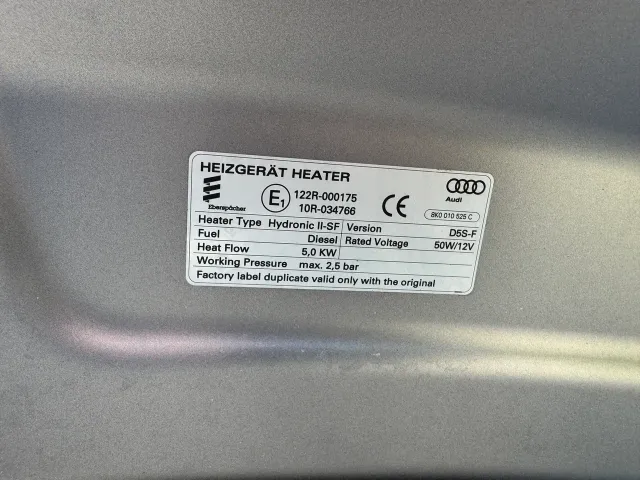 HEIZGERÄT HEATER
Eberspächer
E1
122R-000175
10R-034766
CE
Audi
8K0 010 525 C
Heater Type Hydronic II-SF Version D5S-F
Fuel Diesel Rated Voltage 50W/12V
Heat Flow 5,0 KW
Working Pressure max. 2,5 bar
Factory label duplicate valid only with the original